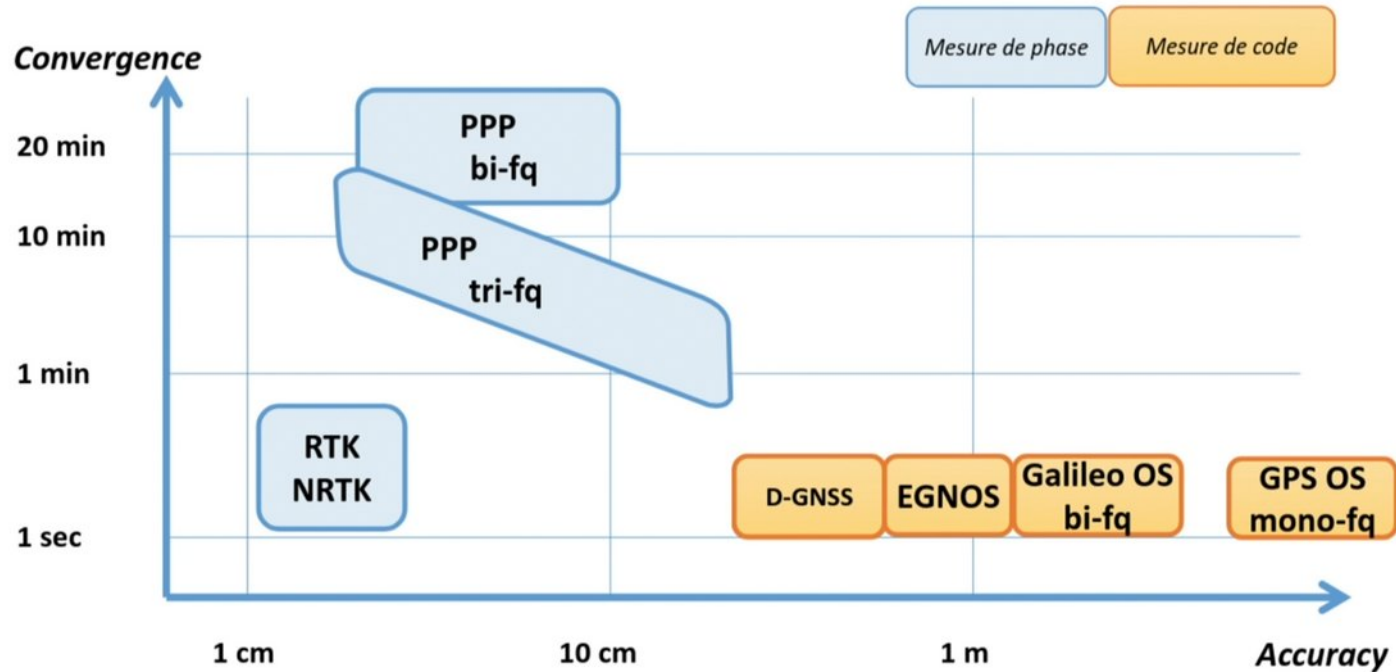 Convergence
Mesure de phase
Mesure de code
20 min
PPP
bi-fq
10 min
PPP
tri-fq
1 min
RTK
NRTK
D-GNSS
EGNOS
Galileo OS
bi-fq
GPS OS
mono-fq
1 sec
1 cm
10 cm
1 m
Accuracy